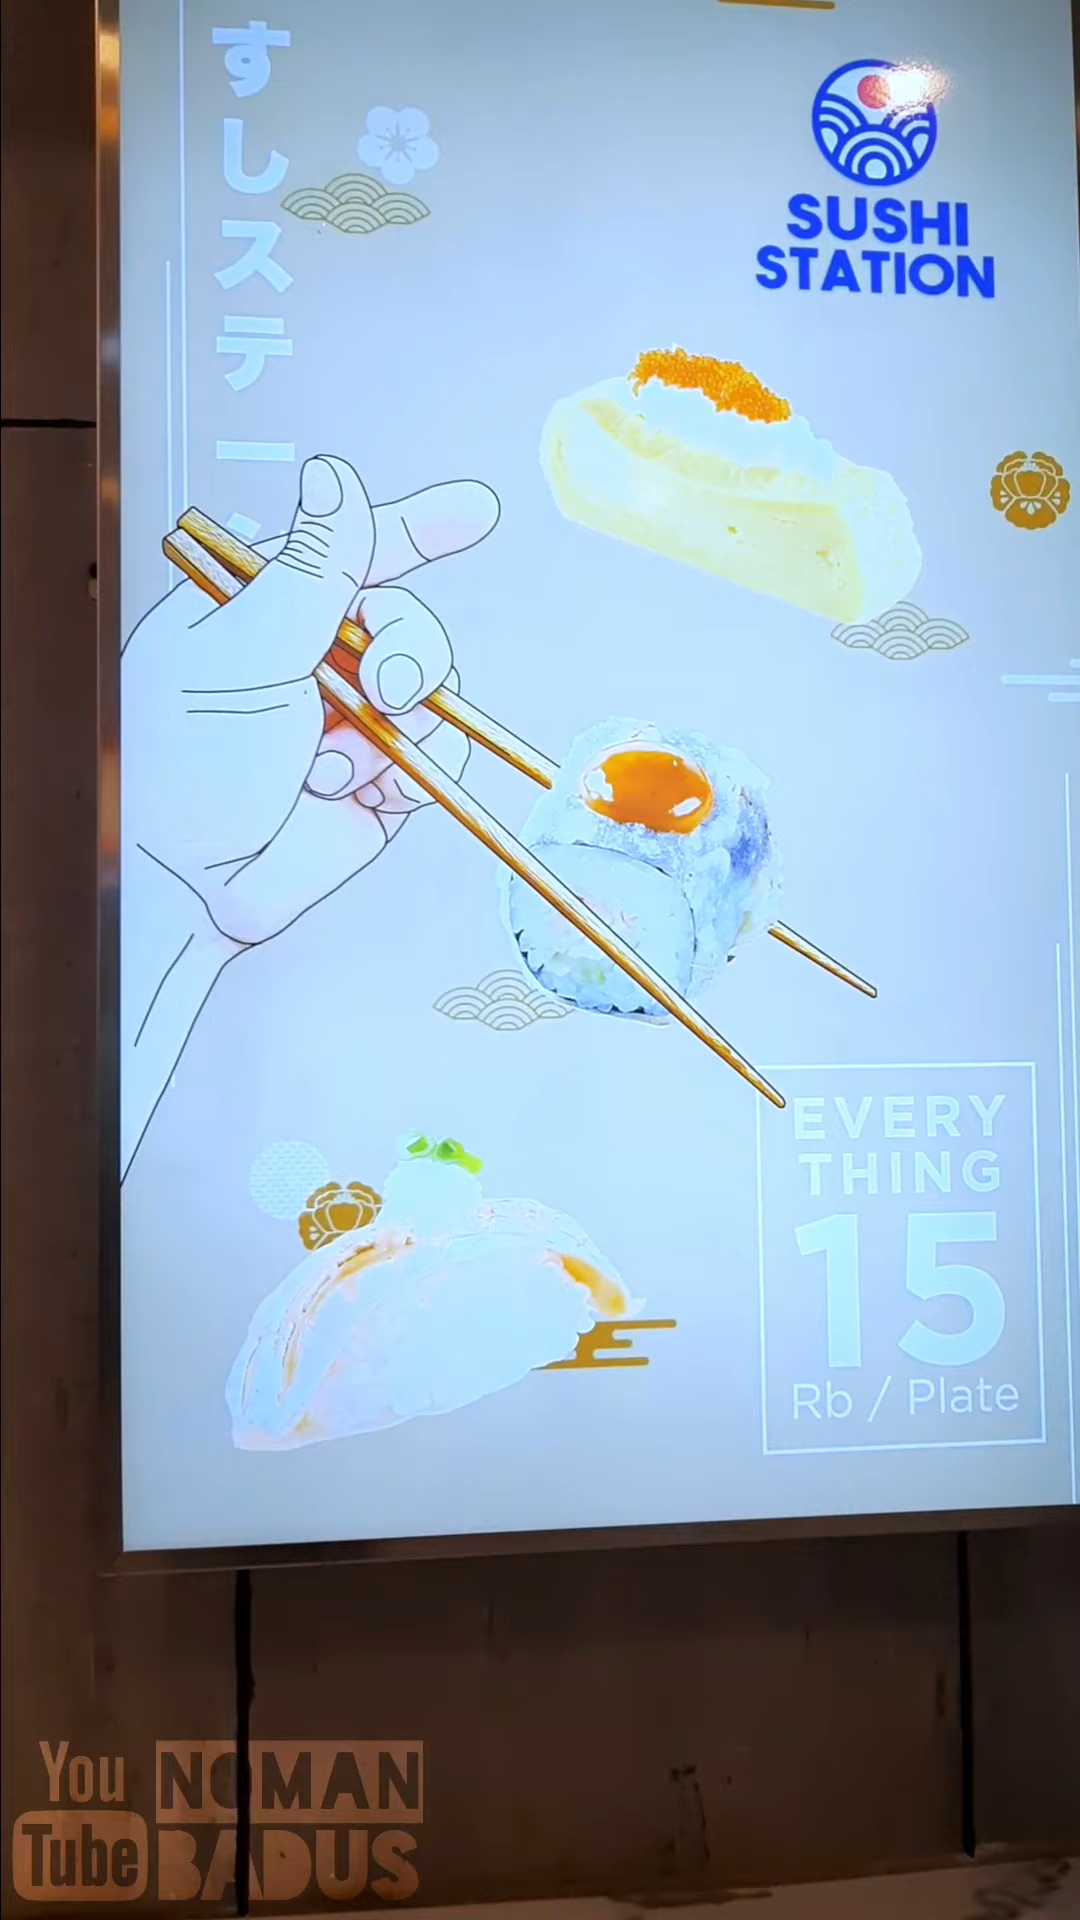 すしステー
SUSHI
STATION
EVERY
THING
15
Rb / Plate
You
Tube
NOMAN
BADUS